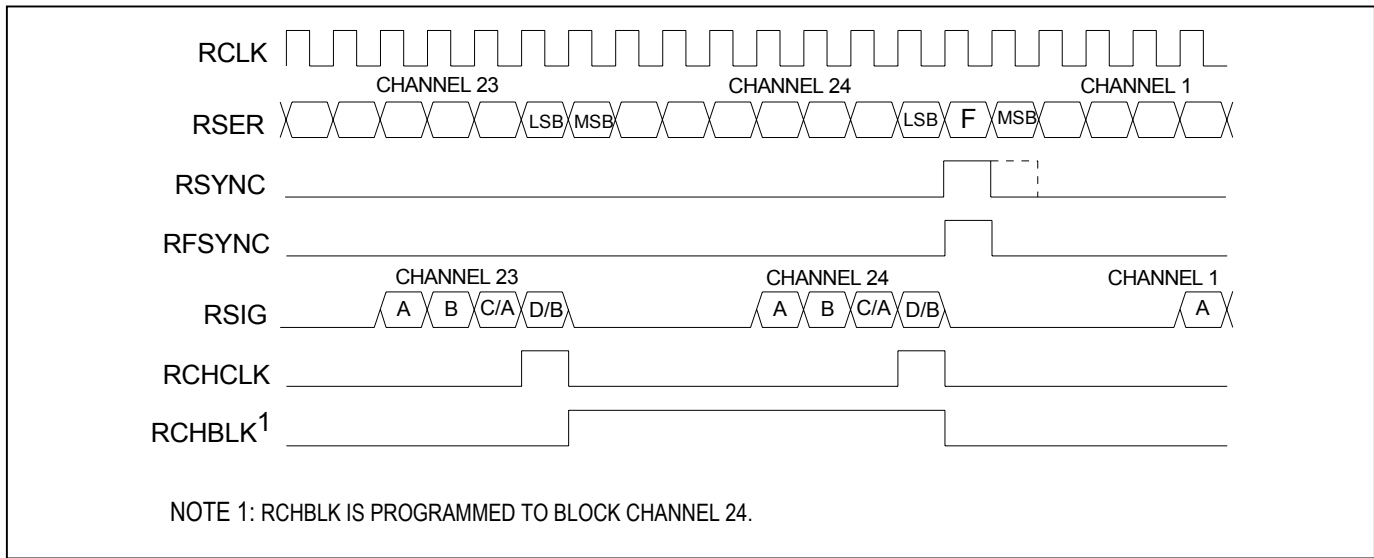 RCLK
CHANNEL 23 CHANNEL 24 CHANNEL 1
RSER LSB MSB LSB F MSB
RSYNC
RFSYNC
CHANNEL 23 CHANNEL 24 CHANNEL 1
RSIG A B C/A D/B A B C/A D/B A
RCHCLK
RCHBLK1
NOTE 1: RCHBLK IS PROGRAMMED TO BLOCK CHANNEL 24.